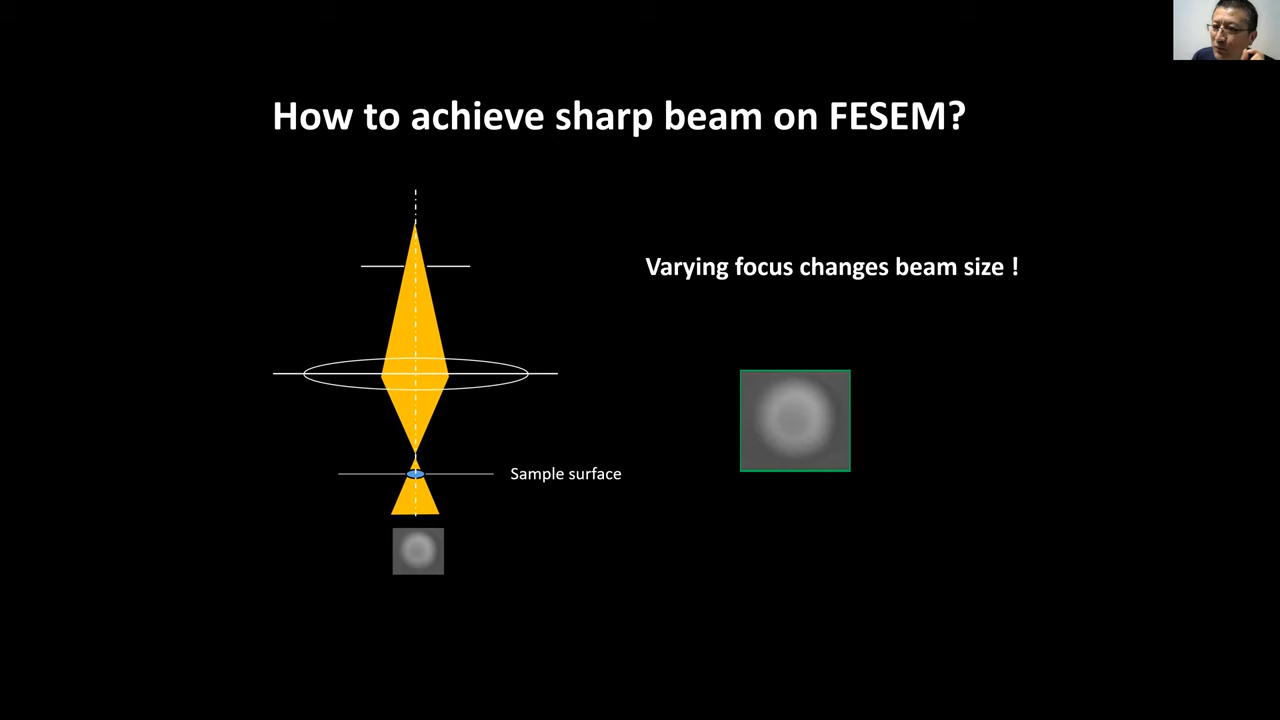 How to achieve sharp beam on FESEM?
Varying focus changes beam size !
Sample surface